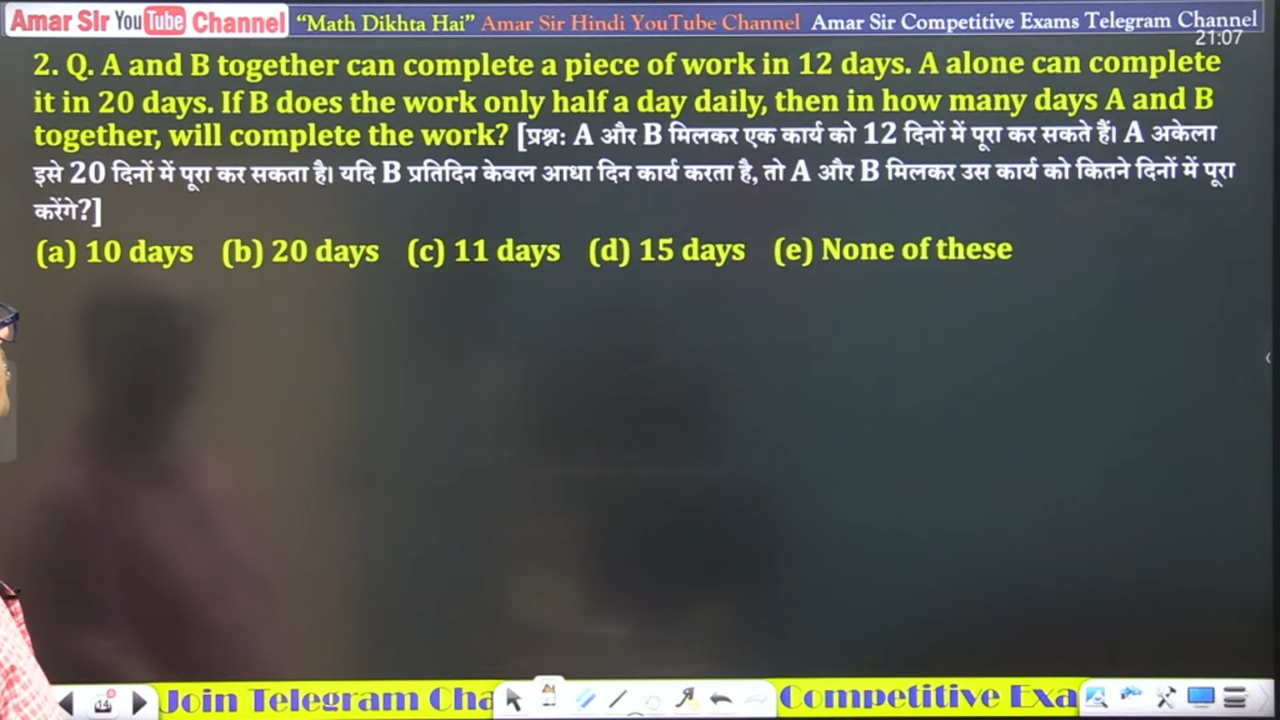 Amar SIr YouTube Channel "Math Dikhta Hai" Amar Sir Hindi YouTube Channel Amar Sir Competitive Exams Telegram Channel
21:07
2. Q. A and B together can complete a piece of work in 12 days. A alone can complete
it in 20 days. If B does the work only half a day daily, then in how many days A and B
together, will complete the work? [प्रश्न: A और B मिलकर एक कार्य को 12 दिनों में पूरा कर सकते हैं। A अकेला
इसे 20 दिनों में पूरा कर सकता है। यदि B प्रतिदिन केवल आधा दिन कार्य करता है, तो A और B मिलकर उस कार्य को कितने दिनों में पूरा
करेंगे?]
(a) 10 days (b) 20 days (c) 11 days (d) 15 days (e) None of these
14
Join Telegram Cha Competitive Exa